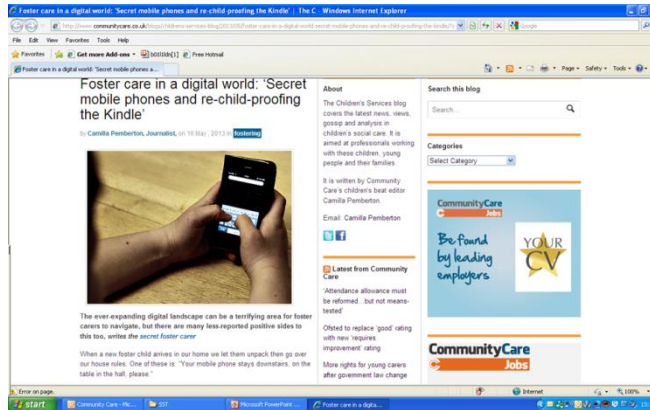 Foster care in a digital world: 'Secret mobile phones and re-child-proofing the Kindle' | The C - Windows Internet Explorer
File Edit View Favorites Tools Help
Favorites Get more Add-ons Free Hotmail
Foster care in a digital world: 'Secret mobile phones a...
Page Safety Tools
Foster care in a digital world: 'Secret
mobile phones and re-child-proofing
the Kindle'
by Camilla Pemberton, Journalist, on 16 May, 2013 in fostering
The ever-expanding digital landscape can be a terrifying area for foster
carers to navigate, but there are many less-reported positive sides to
this too, writes the secret foster carer
When a new foster child arrives in our home we let them unpack then go over
our house rules. One of these is: "Your mobile phone stays downstairs, on the
table in the hall, please."
About
The Children's Services blog
covers the latest news, views,
gossip and analysis in
children's social care. It is
aimed at professionals working
with these children, young
people and their families.
It is written by Community
Care's children's beat editor
Camilla Pemberton
Email: Camilla Pemberton
Latest from Community
Care
'Attendance allowance must
be reformed...but not means-
tested'
Ofsted to replace 'good' rating
with new 'requires
improvement' rating
More rights for young carers
after government law change
Search this blog
Search...
Categories
Select Category
CommunityCare
Jobs
Be found
by leading
employers
YOUR
CV
CommunityCare
Jobs
Error on page.
Internet
100%
start
Community Care - Mic...
SST
Microsoft PowerPoint ...
Foster care in a digita...